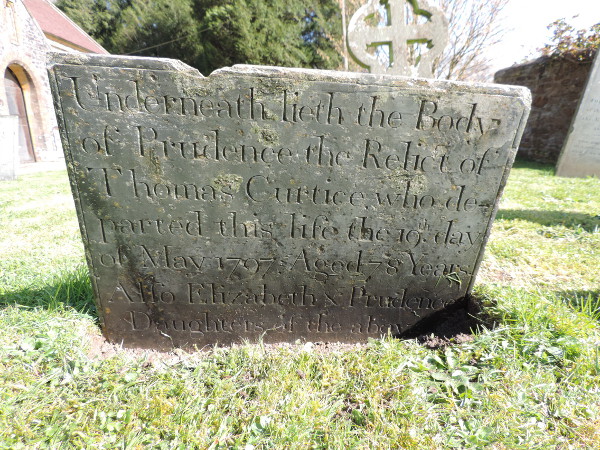 Underneath lieth the Body
of Prudence the Relict of
Thomas Curtice who de-
parted this life the 19th day
of May 1797: Aged 78 Years.
Alſo Elizabeth & Prudence
Daughters of the above